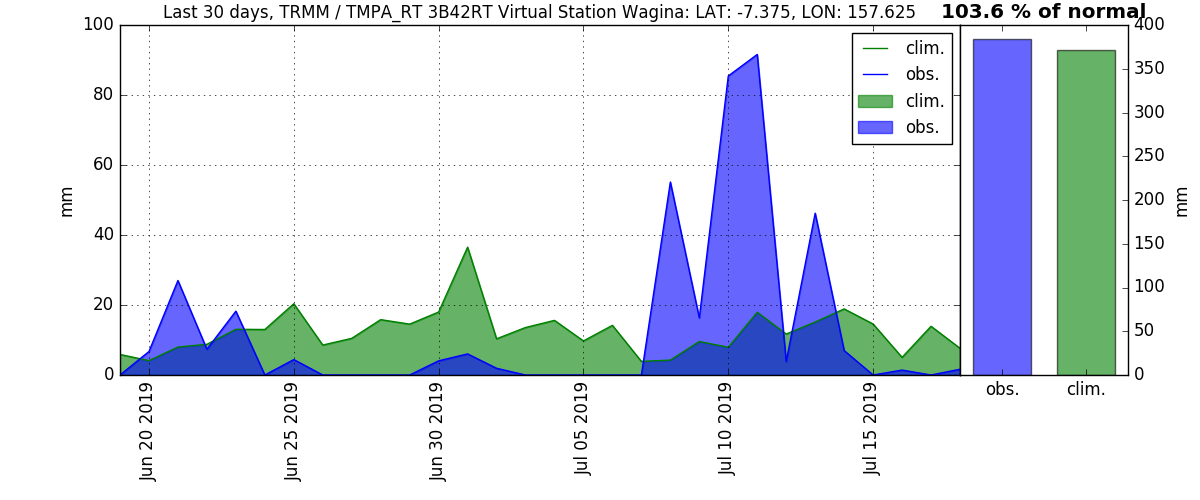 Last 30 days, TRMM / TMPA_RT 3B42RT Virtual Station Wagina: LAT: -7.375, LON: 157.625
103.6 % of normal
100
80
60
40
20
0
mm
clim.
obs.
clim.
obs.
Jun 20 2019
Jun 25 2019
Jun 30 2019
Jul 05 2019
Jul 10 2019
Jul 15 2019
400
350
300
250
200
150
100
50
0
mm
obs.
clim.